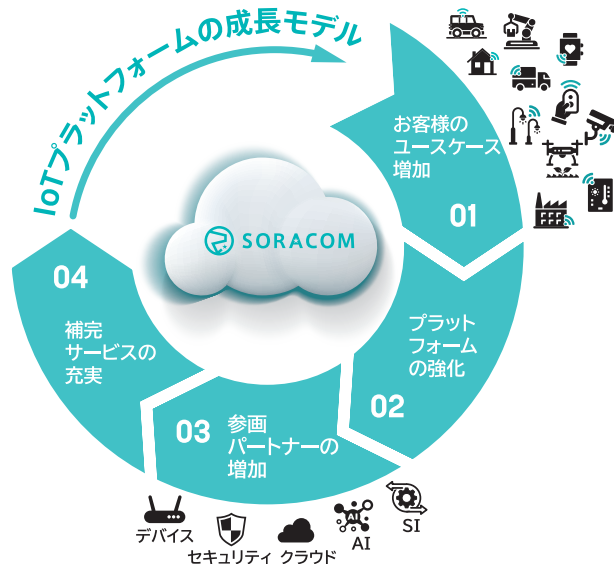 IoTプラットフォームの成長モデル
お客様の
ユースケース
増加
01
SORACOM
プラット
フォーム
の強化
02
03
参画
パートナーの
増加
04
補完
サービスの
充実
デバイス
セキュリティ
クラウド
AI
AI
SI